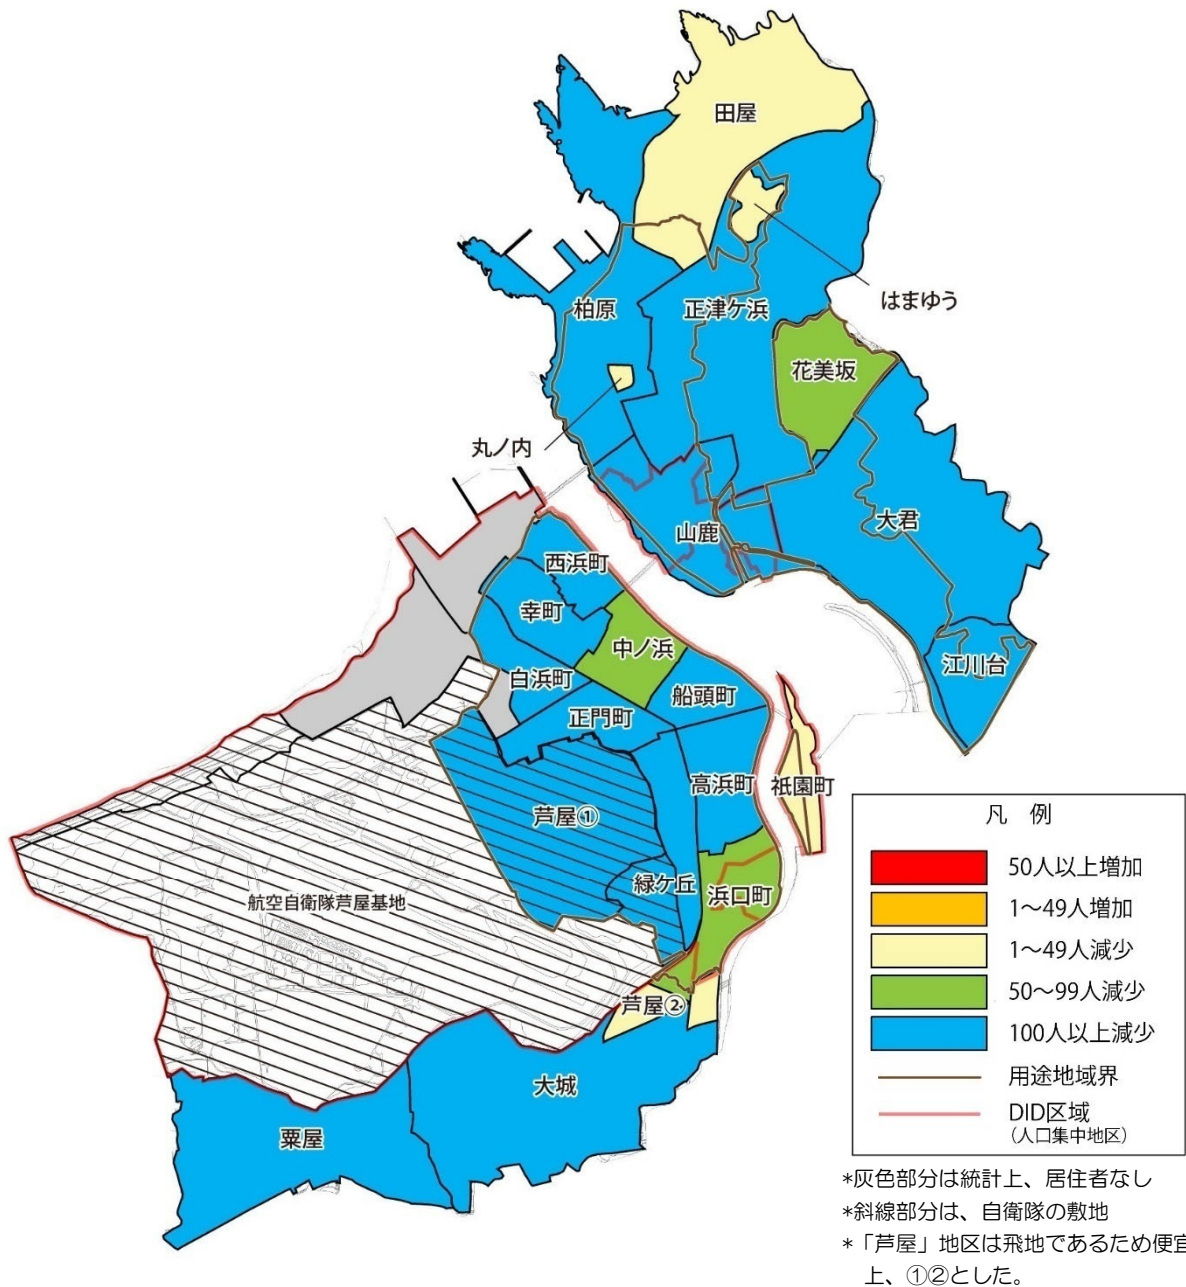 田屋
はまゆう
柏原
正津ケ浜
花美坂
丸ノ内
山鹿
大君
西浜町
幸町
中ノ浜
江川台
白浜町
船頭町
正門町
高浜町
祇園町
芦屋①
緑ケ丘
浜口町
航空自衛隊芦屋基地
芦屋②
大城
粟屋
凡 例
50人以上増加
1~49人増加
1~49人減少
50~99人減少
100人以上減少
用途地域界
DID区域
(人口集中地区)
*灰色部分は統計上、居住者なし
*斜線部分は、自衛隊の敷地
*「芦屋」地区は飛地であるため便宜
上、①②とした。